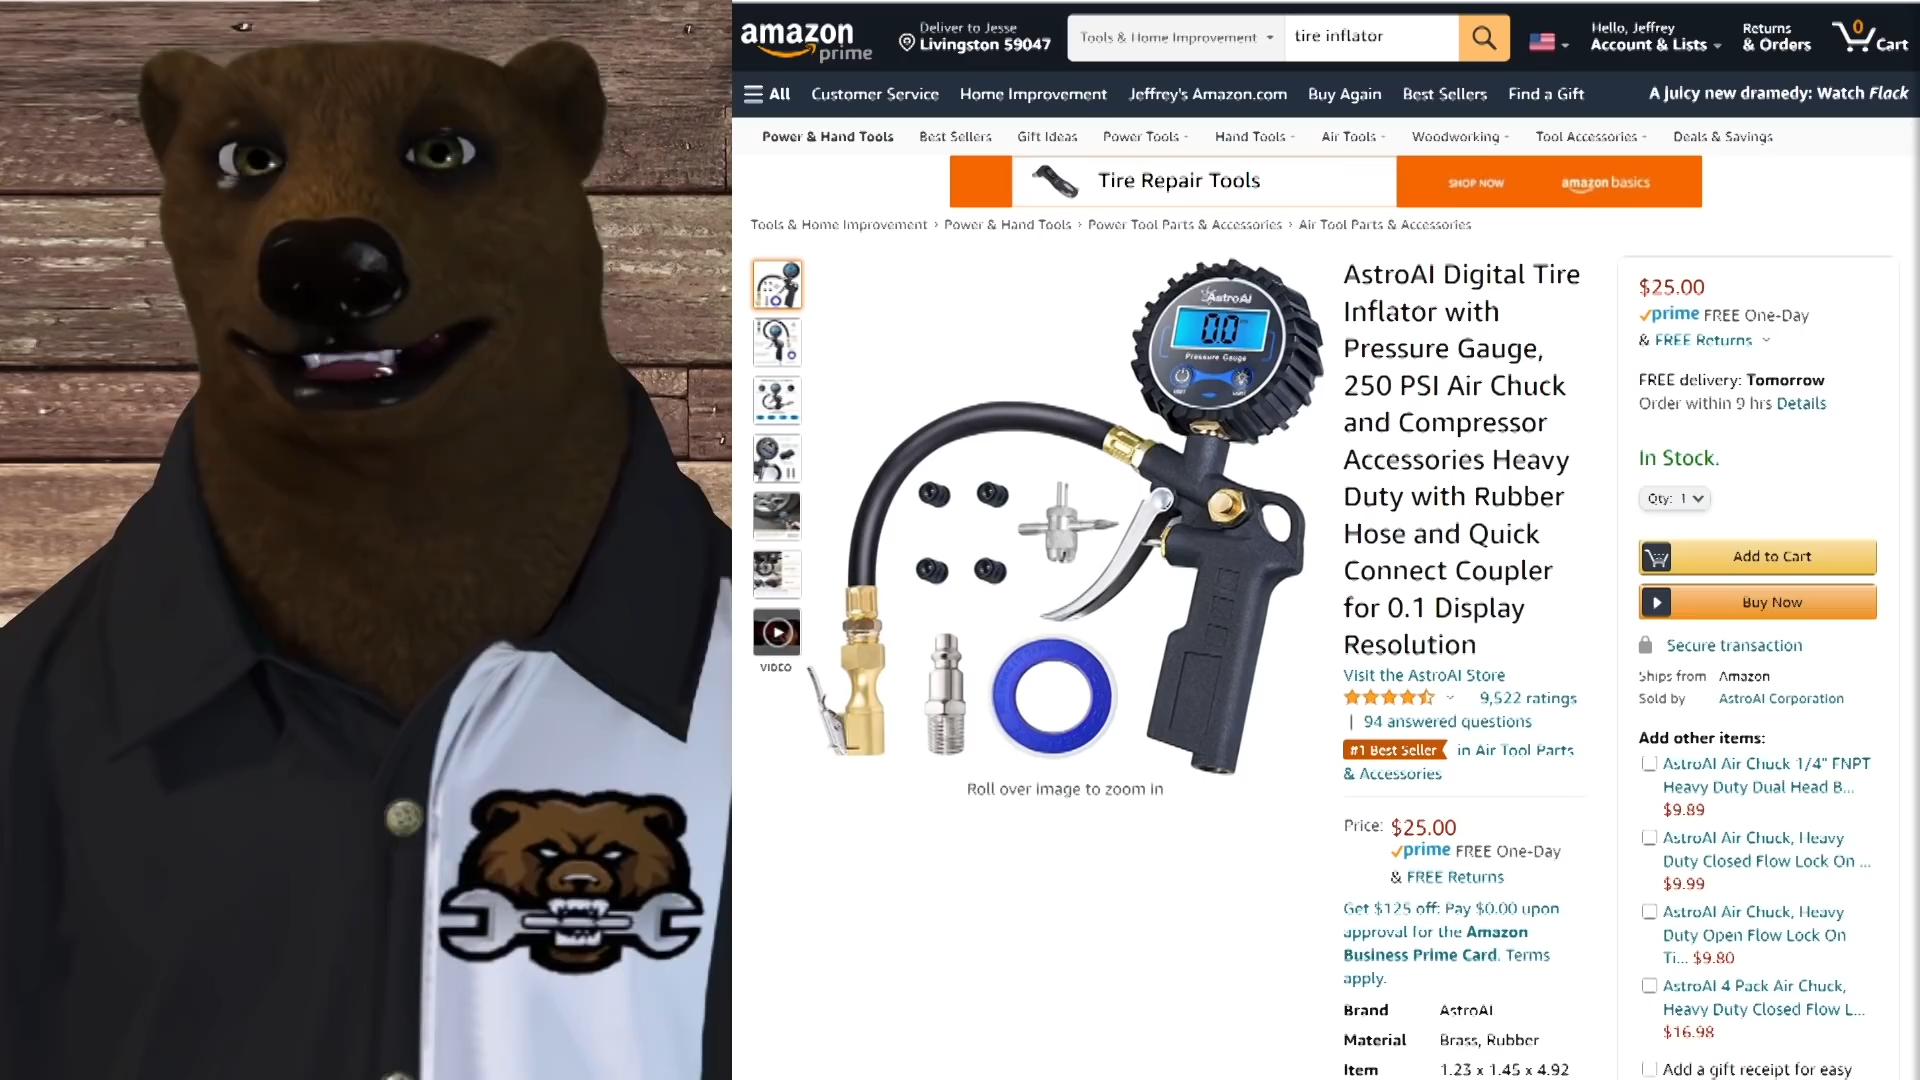 amazon
prime
Deliver to Jesse
Livingston 59047
Tools & Home Improvement
tire inflator
Hello, Jeffrey
Account & Lists
Returns
& Orders
0
Cart
All
Customer Service
Home Improvement
Jeffrey's Amazon.com
Buy Again
Best Sellers
Find a Gift
A juicy new dramedy: Watch Flack
Power & Hand Tools
Best Sellers
Gift Ideas
Power Tools
Hand Tools
Air Tools
Woodworking
Tool Accessories
Deals & Savings
Tire Repair Tools
SHOP NOW
amazon basics
Tools & Home Improvement › Power & Hand Tools › Power Tool Parts & Accessories › Air Tool Parts & Accessories
VIDEO
AstroAI
0.0
Pressure Gauge
Roll over image to zoom in
AstroAI Digital Tire
Inflator with
Pressure Gauge,
250 PSI Air Chuck
and Compressor
Accessories Heavy
Duty with Rubber
Hose and Quick
Connect Coupler
for 0.1 Display
Resolution
Visit the AstroAI Store
9,522 ratings
| 94 answered questions
#1 Best Seller in Air Tool Parts
& Accessories
Price: $25.00
prime FREE One-Day
& FREE Returns
Get $125 off: Pay $0.00 upon
approval for the Amazon
Business Prime Card. Terms
apply.
Brand AstroAI
Material Brass, Rubber
Item 1.23 x 1.45 x 4.92
$25.00
prime FREE One-Day
& FREE Returns
FREE delivery: Tomorrow
Order within 9 hrs Details
In Stock.
Qty: 1
Add to Cart
Buy Now
Secure transaction
Ships from Amazon
Sold by AstroAI Corporation
Add other items:
AstroAI Air Chuck 1/4" FNPT
Heavy Duty Dual Head B...
$9.89
AstroAI Air Chuck, Heavy
Duty Closed Flow Lock On ...
$9.99
AstroAI Air Chuck, Heavy
Duty Open Flow Lock On
Ti... $9.80
AstroAI 4 Pack Air Chuck,
Heavy Duty Closed Flow L...
$16.98
Add a gift receipt for easy